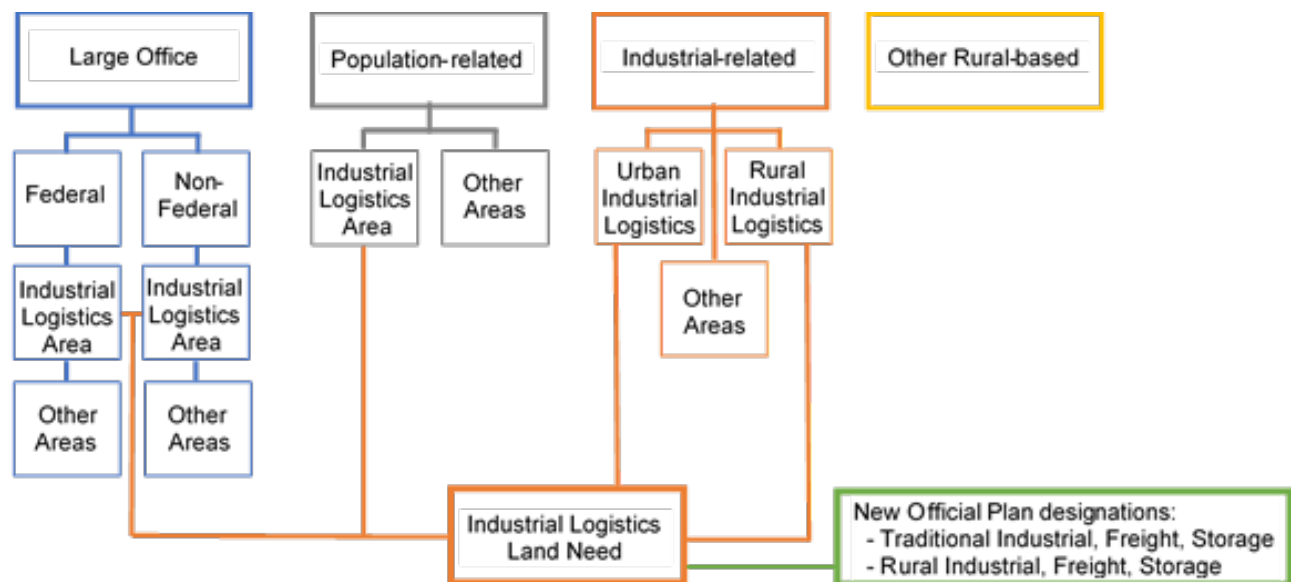 Large Office
Population-related
Industrial-related
Other Rural-based
Federal
Non-
Federal
Industrial
Logistics
Area
Other
Areas
Urban
Industrial
Logistics
Rural
Industrial
Logistics
Industrial
Logistics
Area
Industrial
Logistics
Area
Other
Areas
Other
Areas
Other
Areas
Industrial Logistics
Land Need
New Official Plan designations:
- Traditional Industrial, Freight, Storage
- Rural Industrial, Freight, Storage